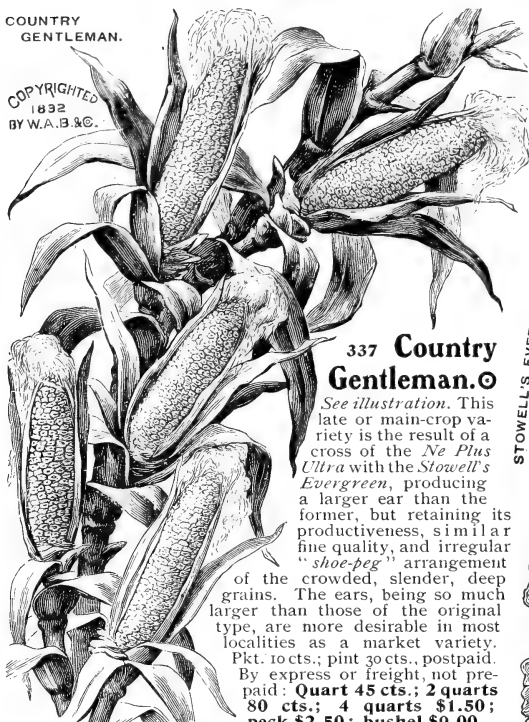 COUNTRY
GENTLEMAN.
COPYRIGHTED
1832
BY W.A.B.&Co.
337 Country
Gentleman.⊙
See illustration. This
late or main-crop va-
riety is the result of a
cross of the Ne Plus
Ultra with the Stowell's
Evergreen, producing
a larger ear than the
former, but retaining its
productiveness, similar
fine quality, and irregular
"shoe-peg" arrangement
of the crowded, slender, deep
grains. The ears, being so much
larger than those of the original
type, are more desirable in most
localities as a market variety.
Pkt. 10 cts.; pint 30 cts., postpaid.
By express or freight, not pre-
paid: Quart 45 cts.; 2 quarts
80 cts.; 4 quarts $1.50;
peck $2.50; bushel $9.00
STOWELL'S